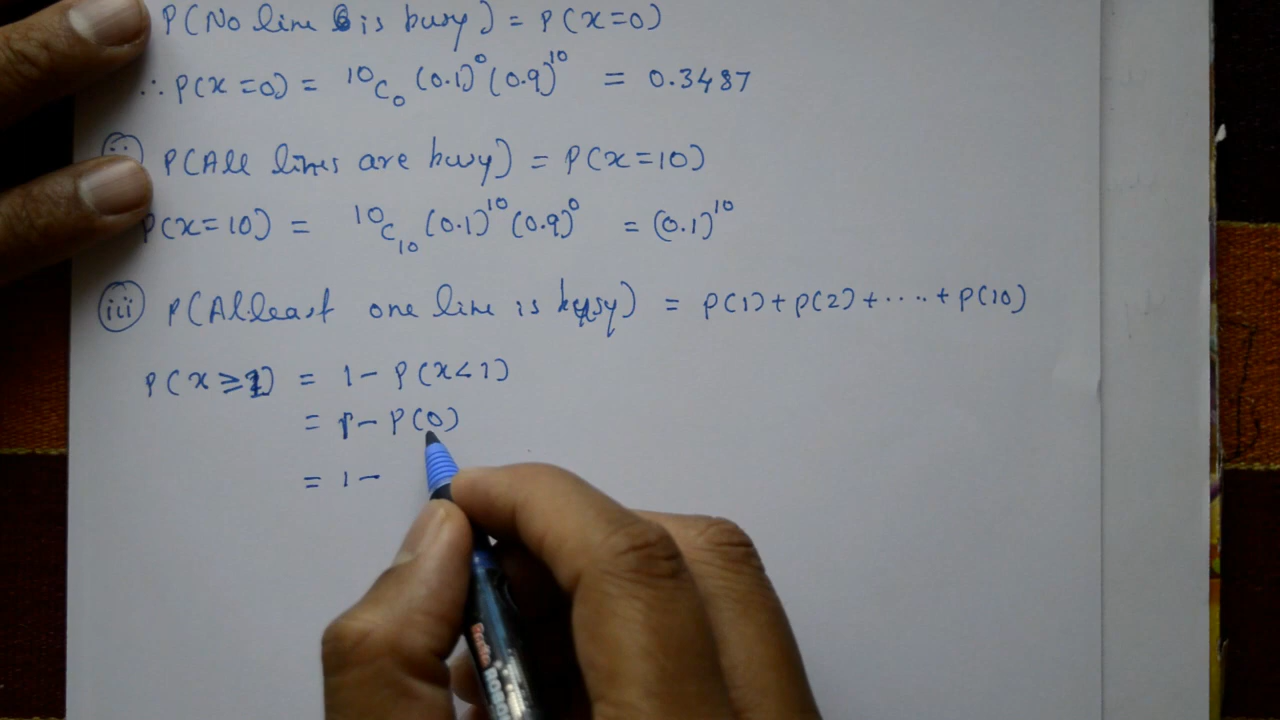 P(No line is busy) = P(x=0)
∴ P(x=0) = ¹⁰C₀ (0.1)⁰ (0.9)¹⁰ = 0.3487
P(All lines are busy) = P(x=10)
P(x=10) = ¹⁰C₁₀ (0.1)¹⁰ (0.9)⁰ = (0.1)¹⁰
(iii) P(Atleast one line is busy) = P(1)+P(2)+.....+P(10)
P(x≥1) = 1-P(x<1)
= 1-P(0)
= 1-